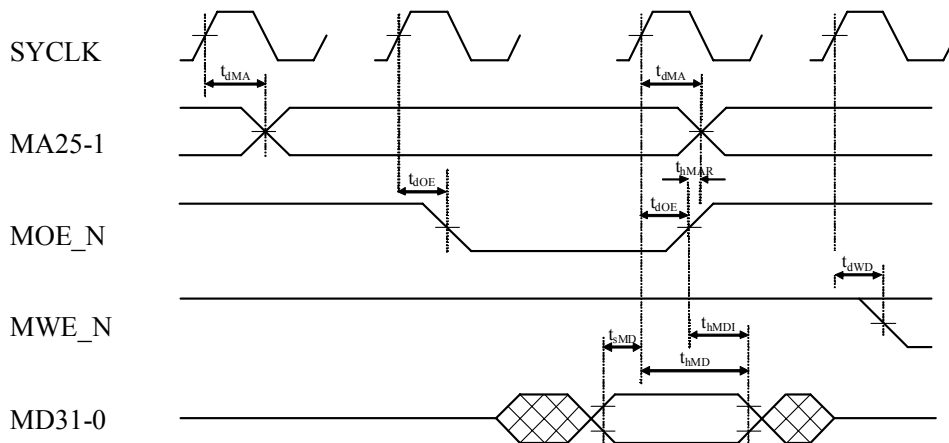 SYCLK
t_dMA
t_dMA
MA25-1
t_hMAR
t_dOE
t_dOE
MOE_N
t_dWD
MWE_N
t_hMDI
t_sMD
t_hMD
MD31-0